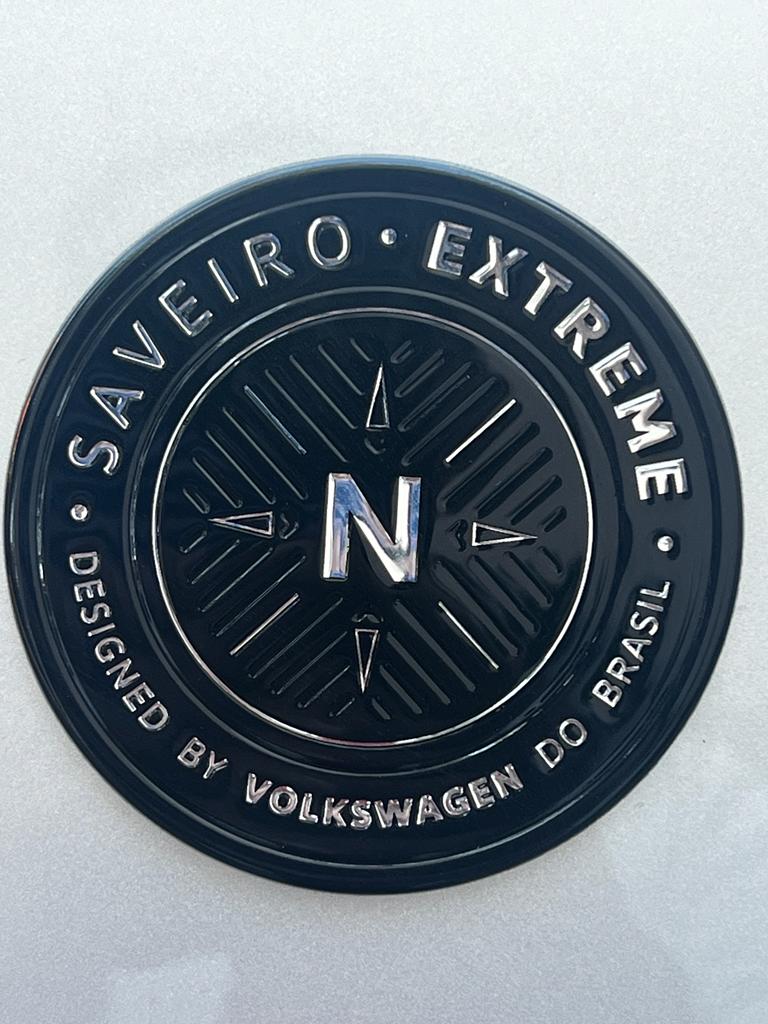 SAVEIRO • EXTREME
N
• DESIGNED BY VOLKSWAGEN DO BRASIL •